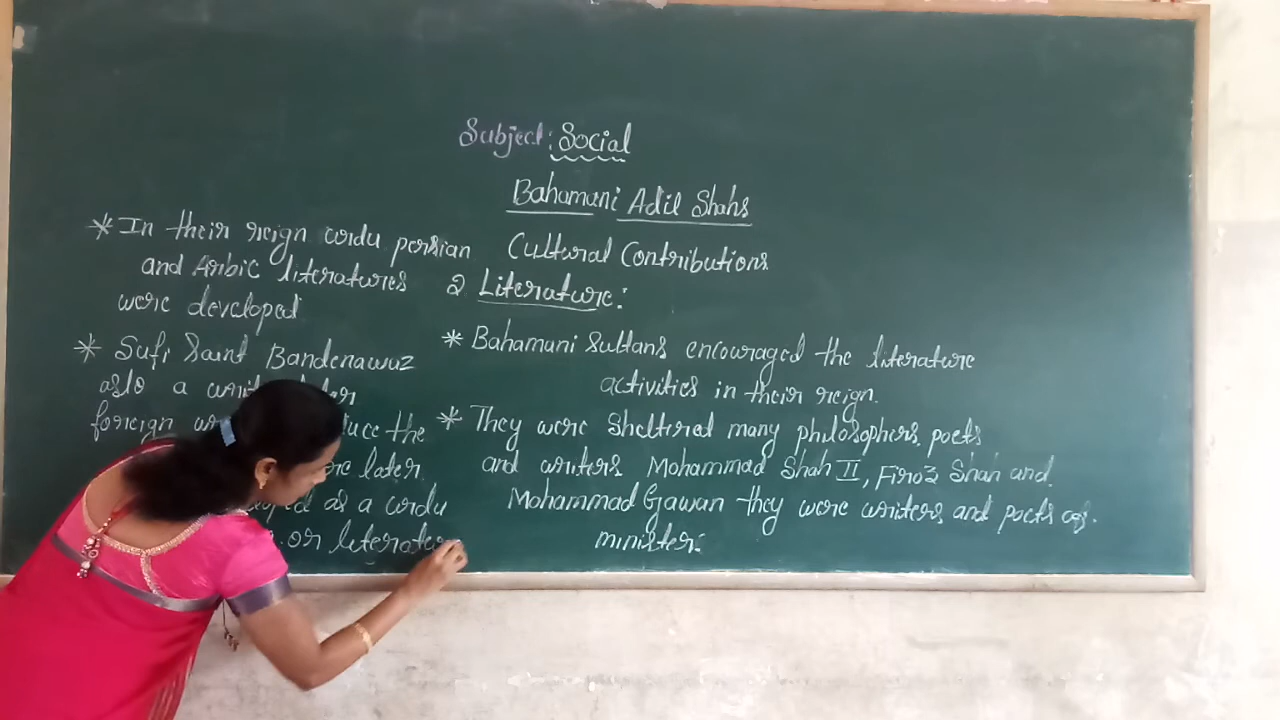 Subject: Social
Bahamani Adil Shahs
Cultural Contributions
2 Literature:
* Bahamani Sultans encouraged the literature
activities in their reign.
* They were Sheltered many philosophers, poets
and writers Mohammad Shah II, Firoz Shah and
Mohammad Gawan they were writers and poets
minister.
* In their reign urdu persian
and Arbic literatures
were developed
* Sufi Saint Bandenawuz
a
foreign the
later
as a urdu
or literature